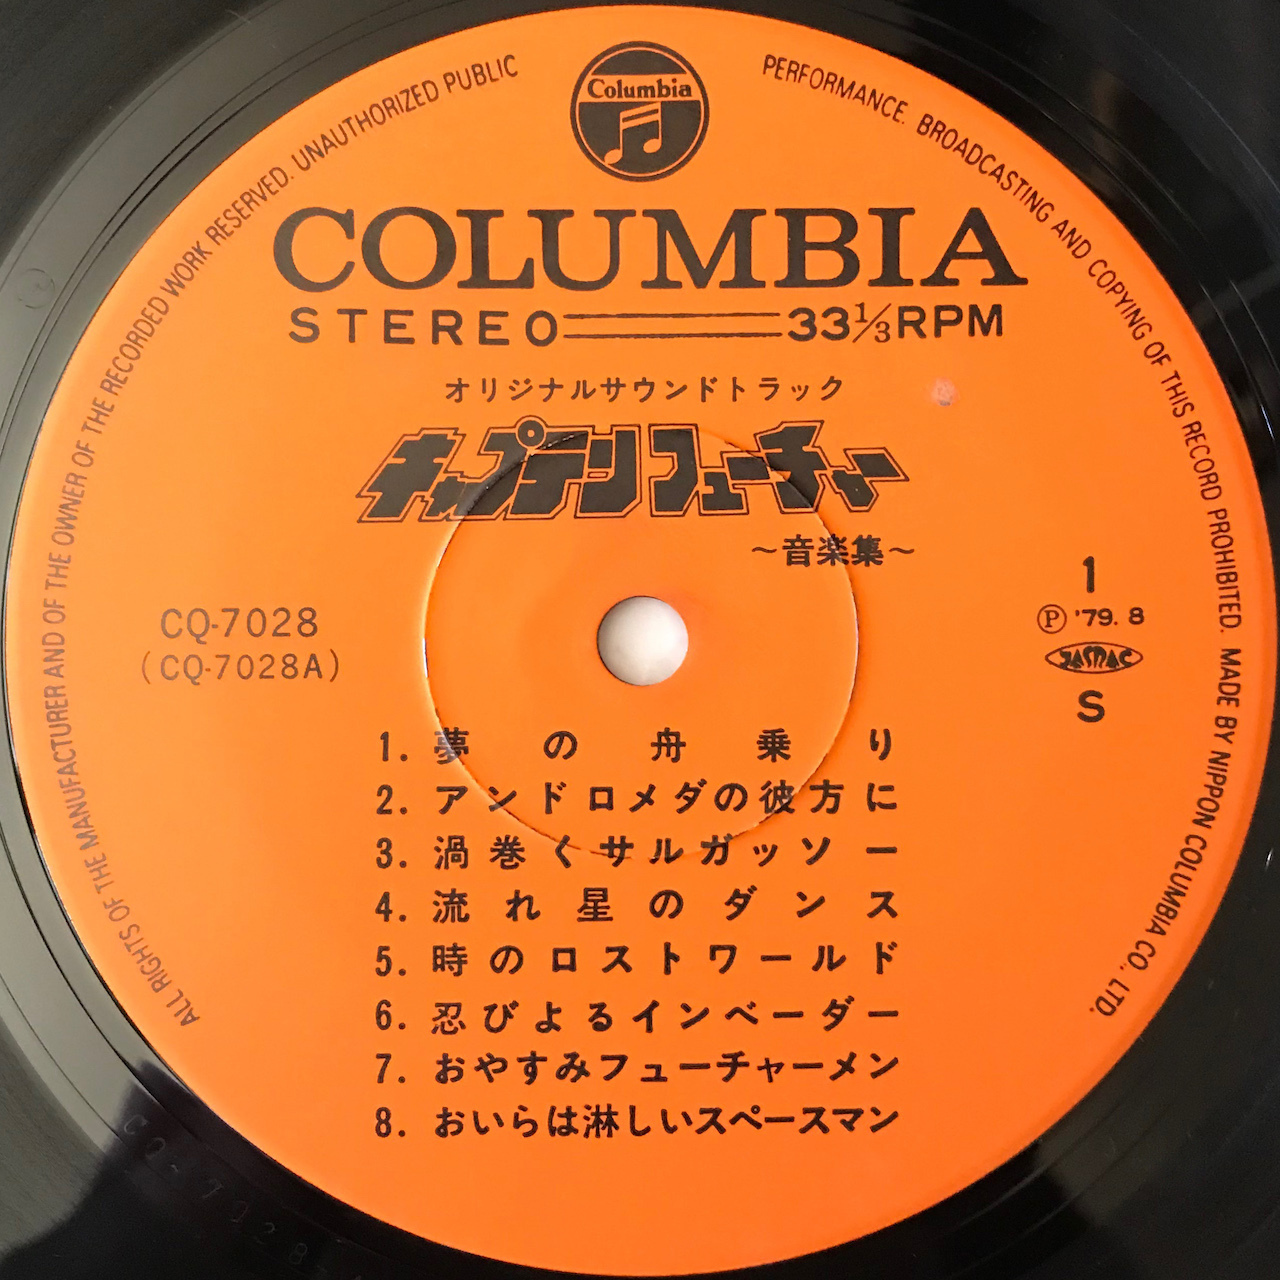 Columbia
ALL RIGHTS OF THE MANUFACTURER AND OF THE OWNER OF THE RECORDED WORK RESERVED. UNAUTHORIZED PUBLIC PERFORMANCE. BROADCASTING AND COPYING OF THIS RECORD PROHIBITED. MADE BY NIPPON COLUMBIA CO., LTD.
COLUMBIA
STEREO 33⅓RPM
オリジナルサウンドトラック
キャプテンフューチャー
〜音楽集〜
1
CQ-7028
Ⓟ '79. 8
(CQ-7028A)
JASRAC
S
1. 夢の舟乗り
2. アンドロメダの彼方に
3. 渦巻くサルガッソー
4. 流れ星のダンス
5. 時のロストワールド
6. 忍びよるインベーダー
7. おやすみフューチャーメン
8. おいらは淋しいスペースマン
CQ-7028